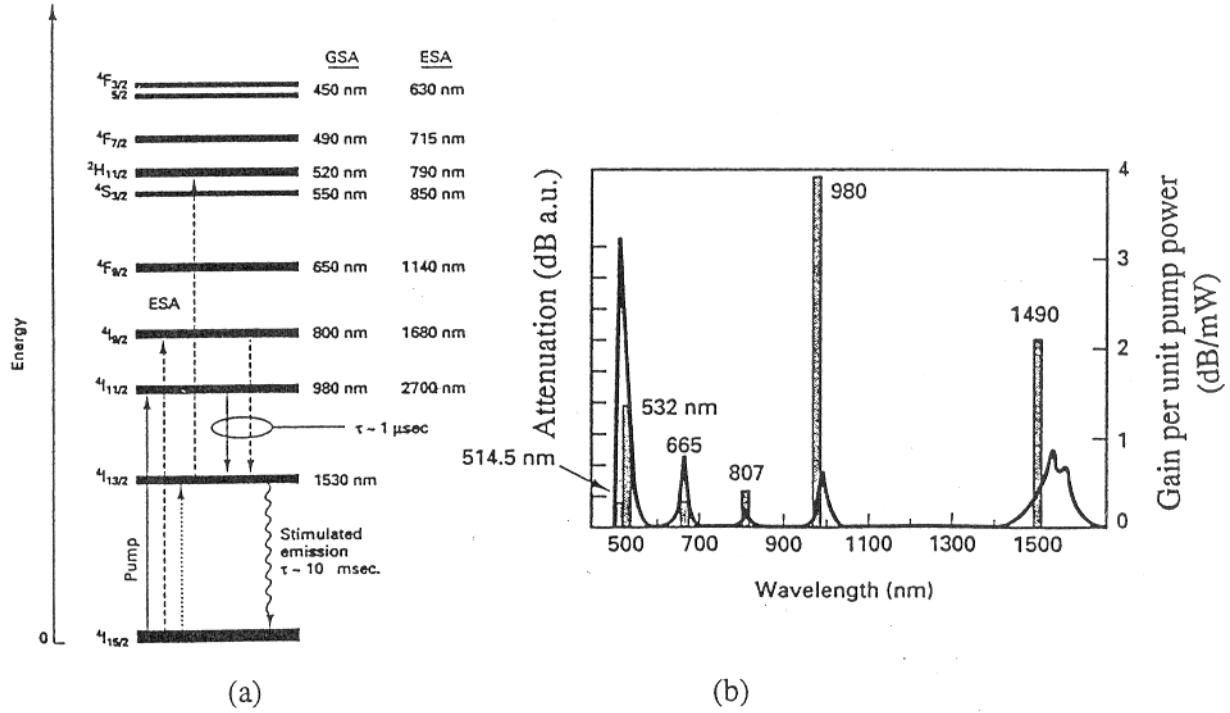 GSA ESA
⁴F₃/₂ 450 nm 630 nm
5/2
⁴F₇/₂ 490 nm 715 nm
²H₁₁/₂ 520 nm 790 nm
⁴S₃/₂ 550 nm 850 nm
⁴F₉/₂ 650 nm 1140 nm
ESA
⁴I₉/₂ 800 nm 1680 nm
⁴I₁₁/₂ 980 nm 2700 nm
τ ~ 1 μsec
⁴I₁₃/₂ 1530 nm
Pump
Stimulated
emission
τ ~ 10 msec.
0
⁴I₁₅/₂
Energy
(a)
Attenuation (dB a.u.)
4
3
2
1
0
Gain per unit pump power
(dB/mW)
980
1490
532 nm
514.5 nm
665
807
500 700 900 1100 1300 1500
Wavelength (nm)
(b)